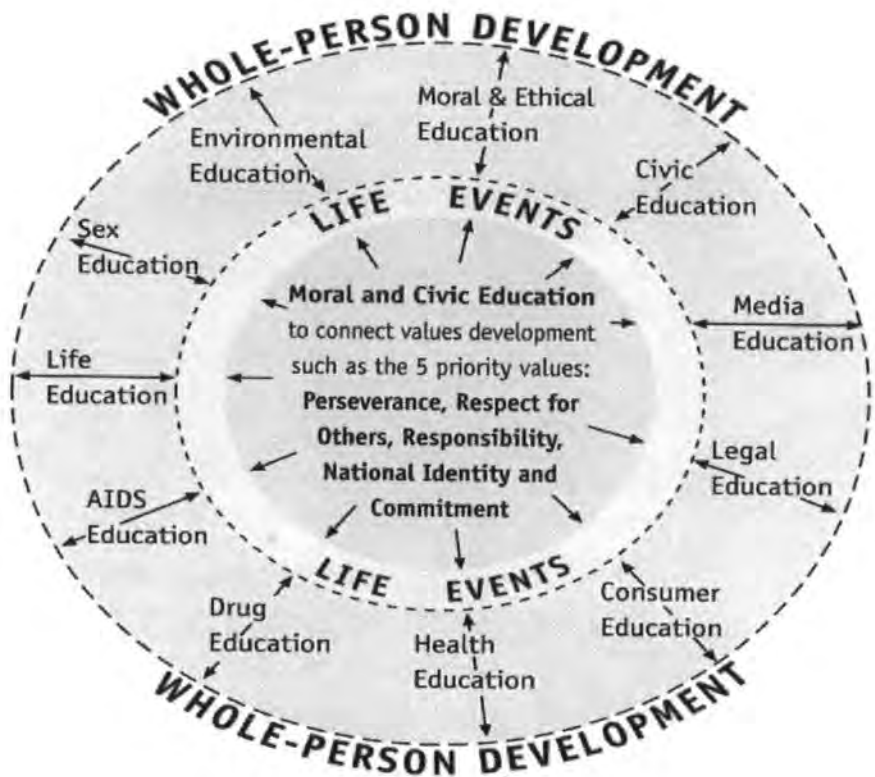 WHOLE-PERSON DEVELOPMENT
Moral & Ethical
Education
Environmental
Education
Civic
Education
Sex
Education
LIFE EVENTS
Moral and Civic Education
to connect values development
such as the 5 priority values:
Perseverance, Respect for
Others, Responsibility,
National Identity and
Commitment
Media
Education
Life
Education
Legal
Education
AIDS
Education
LIFE EVENTS
Consumer
Education
Drug
Education
Health
Education
WHOLE-PERSON DEVELOPMENT